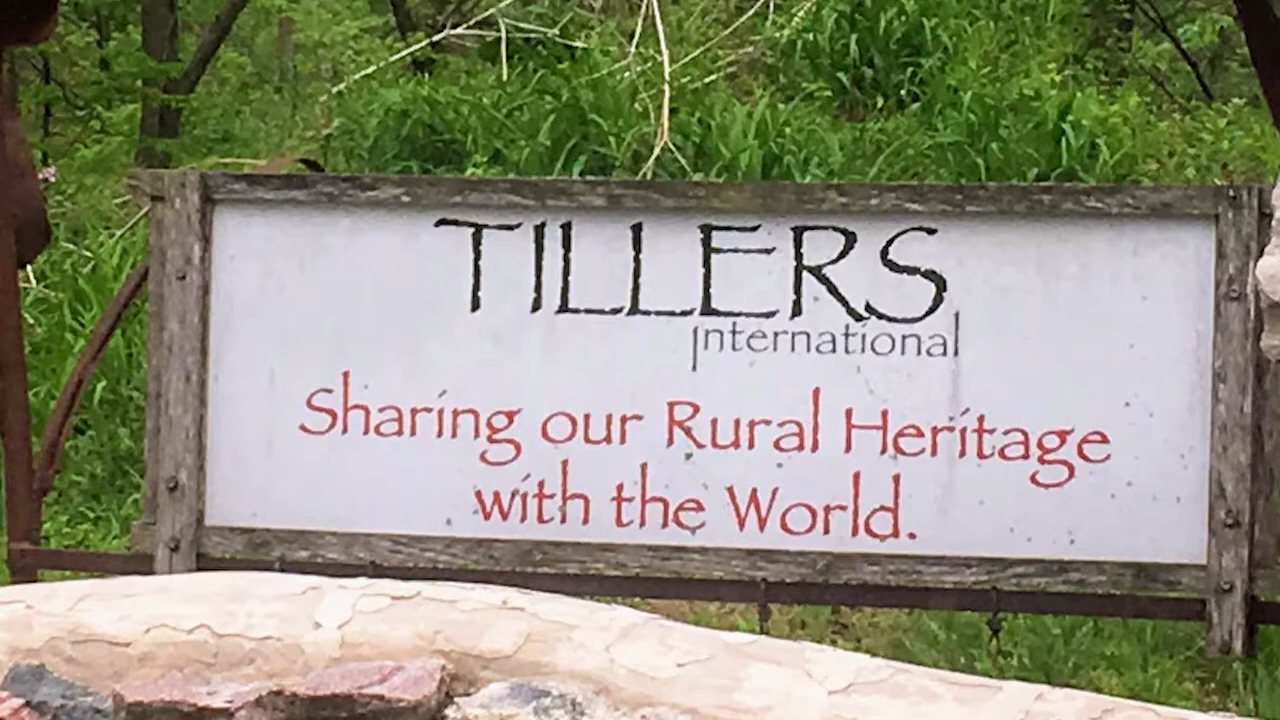 TILLERS
International
Sharing our Rural Heritage
with the World.